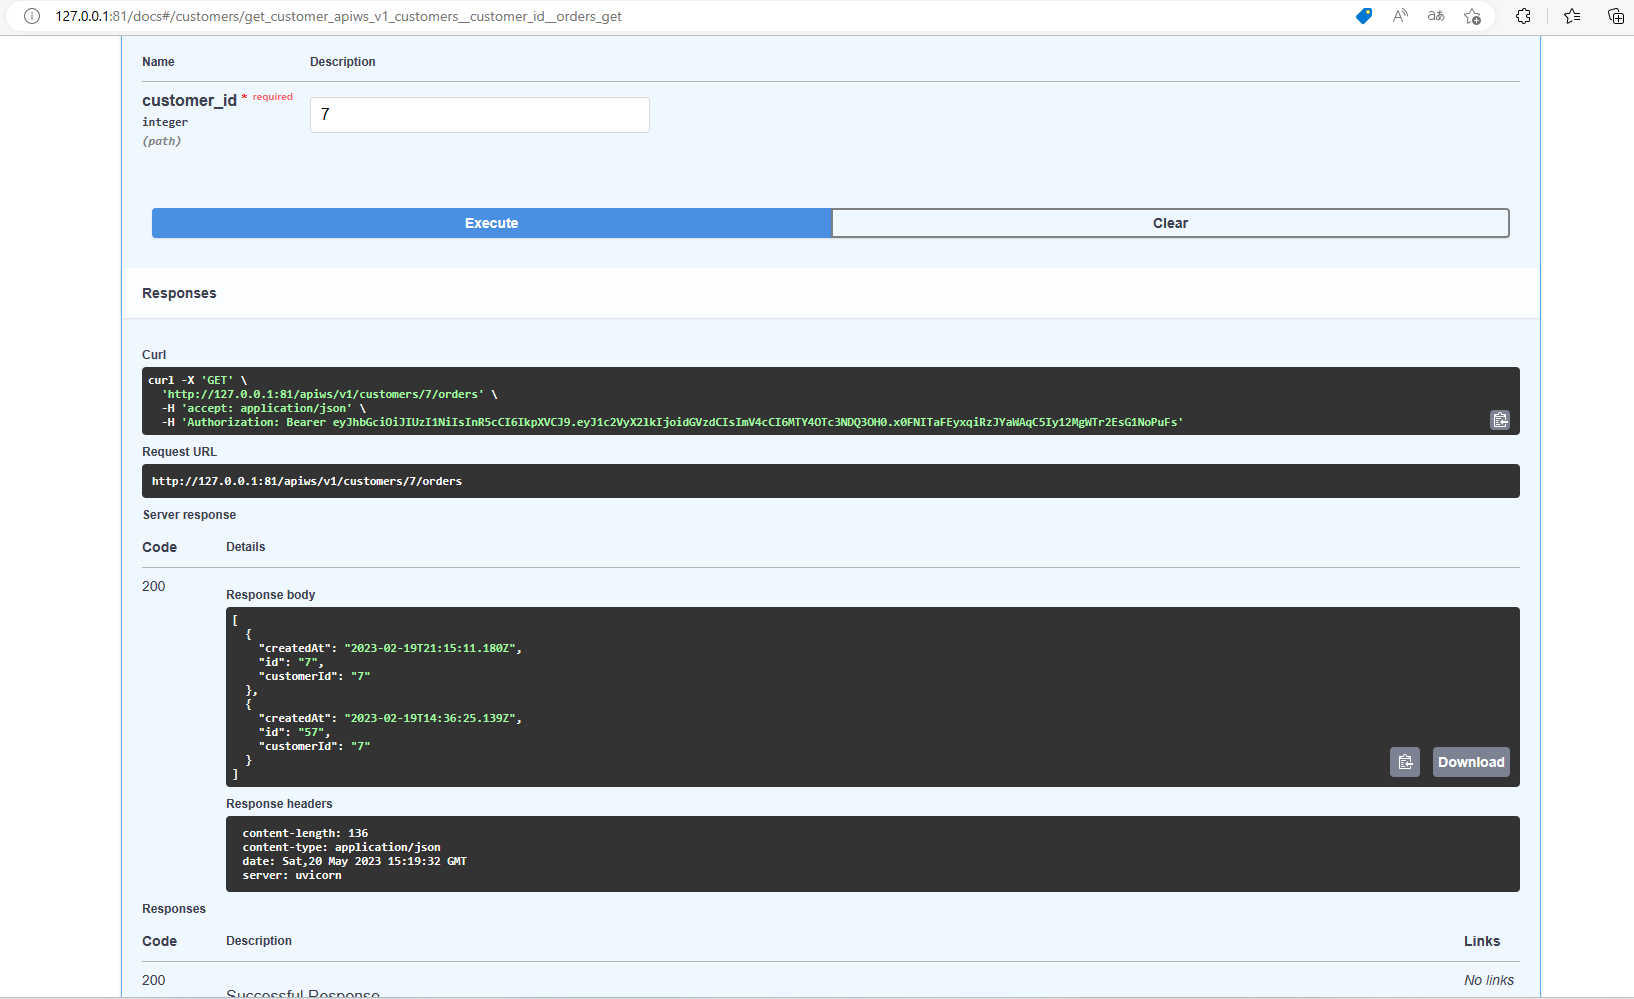 127.0.0.1:81/docs#/customers/get_customer_apiws_v1_customers__customer_id__orders_get
Name Description
customer_id * required
integer
(path)
7
Execute Clear
Responses
Curl
curl -X 'GET' \
'http://127.0.0.1:81/apiws/v1/customers/7/orders' \
-H 'accept: application/json' \
-H 'Authorization: Bearer eyJhbGciOiJIUzI1NiIsInR5cCI6IkpXVCJ9.eyJ1c2VyX2lkIjoidGVzdCIsImV4cCI6MTY4OTc3NDQ3OH0.x0FNITaFEyxqiRzJYaWAqC5Iy12MgWTr2EsG1NoPuFs'
Request URL
http://127.0.0.1:81/apiws/v1/customers/7/orders
Server response
Code Details
200
Response body
[
{
"createdAt": "2023-02-19T21:15:11.180Z",
"id": "7",
"customerId": "7"
},
{
"createdAt": "2023-02-19T14:36:25.139Z",
"id": "57",
"customerId": "7"
}
]
Download
Response headers
content-length: 136
content-type: application/json
date: Sat,20 May 2023 15:19:32 GMT
server: uvicorn
Responses
Code Description Links
200 No links
Successful Response